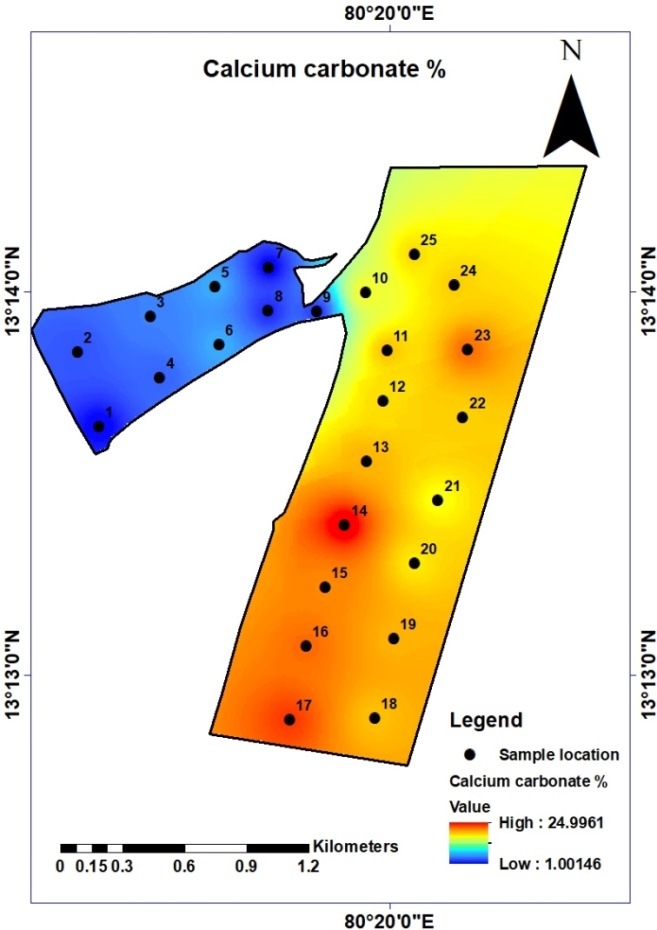 80°20'0"E
Calcium carbonate %
N
25
24
7
5
10
8
9
3
23
2
6
11
4
12
22
1
13
21
14
20
15
19
16
17
18
13°14'0"N
13°14'0"N
13°13'0"N
13°13'0"N
Legend
Sample location
Calcium carbonate %
Value
High : 24.9961
Low : 1.00146
Kilometers
0 0.15 0.3 0.6 0.9 1.2
80°20'0"E